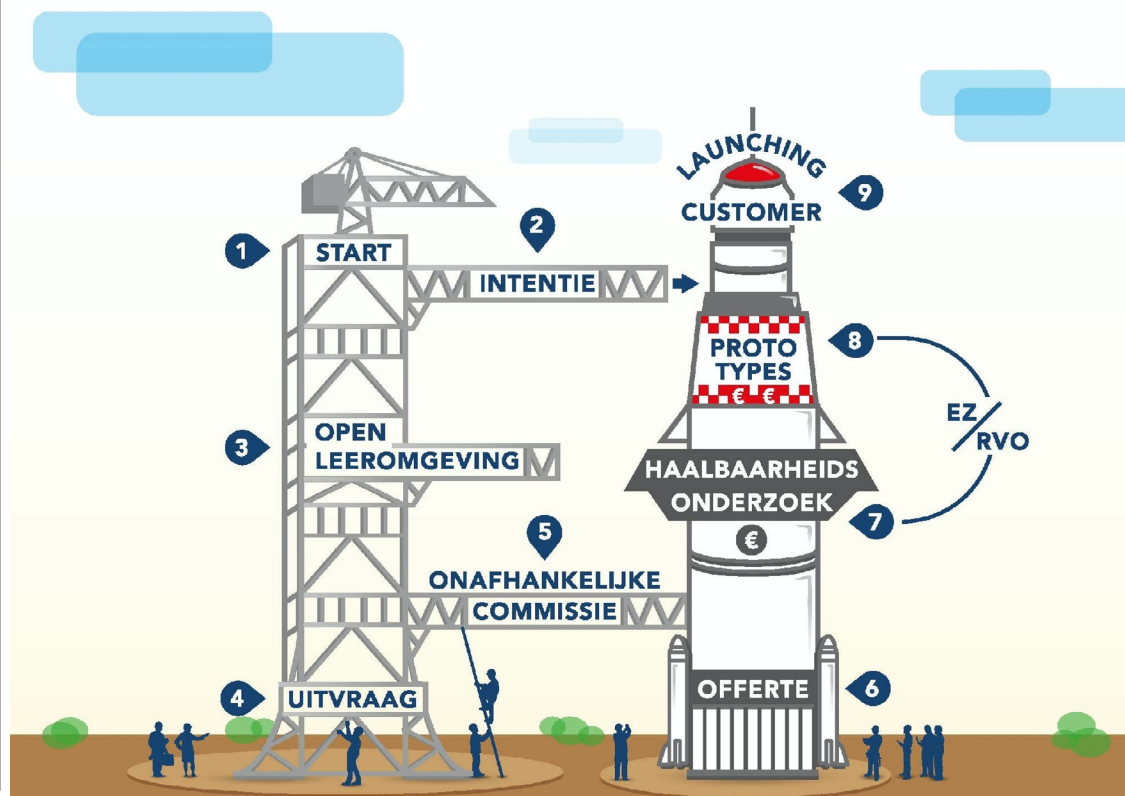 1
START
2
INTENTIE
3
OPEN
LEEROMGEVING
4
UITVRAAG
5
ONAFHANKELIJKE
COMMISSIE
6
OFFERTE
7
HAALBAARHEIDS
ONDERZOEK
€
8
PROTO
TYPES
€ €
EZ/
RVO
9
LAUNCHING
CUSTOMER